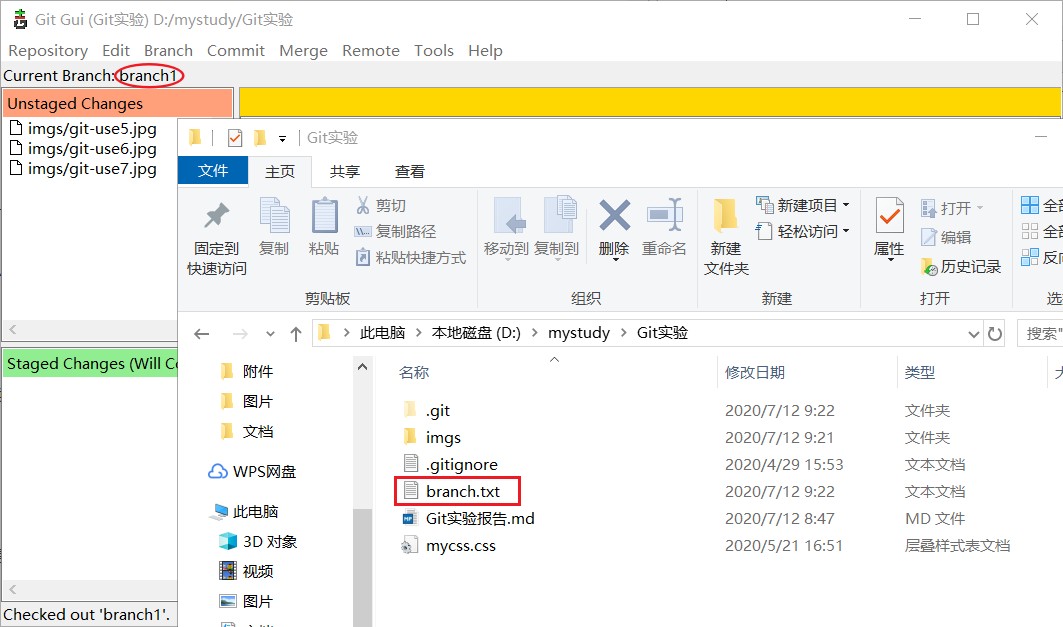 Git Gui (Git实验) D:/mystudy/Git实验
Repository Edit Branch Commit Merge Remote Tools Help
Current Branch: branch1
Unstaged Changes
imgs/git-use5.jpg
imgs/git-use6.jpg
imgs/git-use7.jpg
Staged Changes (Will Co
Checked out 'branch1'.
Git实验
文件 主页 共享 查看
固定到
快速访问
复制
粘贴
剪切
复制路径
粘贴快捷方式
剪贴板
移动到
复制到
删除
重命名
组织
新建
文件夹
新建项目
轻松访问
新建
属性
打开
编辑
历史记录
打开
全部
全部
反向
选
此电脑 本地磁盘 (D:) mystudy Git实验
搜索"
附件
图片
文档
WPS网盘
此电脑
3D 对象
视频
图片
名称 修改日期 类型
.git 2020/7/12 9:22 文件夹
imgs 2020/7/12 9:21 文件夹
.gitignore 2020/4/29 15:53 文本文档
branch.txt 2020/7/12 9:22 文本文档
Git实验报告.md 2020/7/12 8:47 MD 文件
mycss.css 2020/5/21 16:51 层叠样式表文档